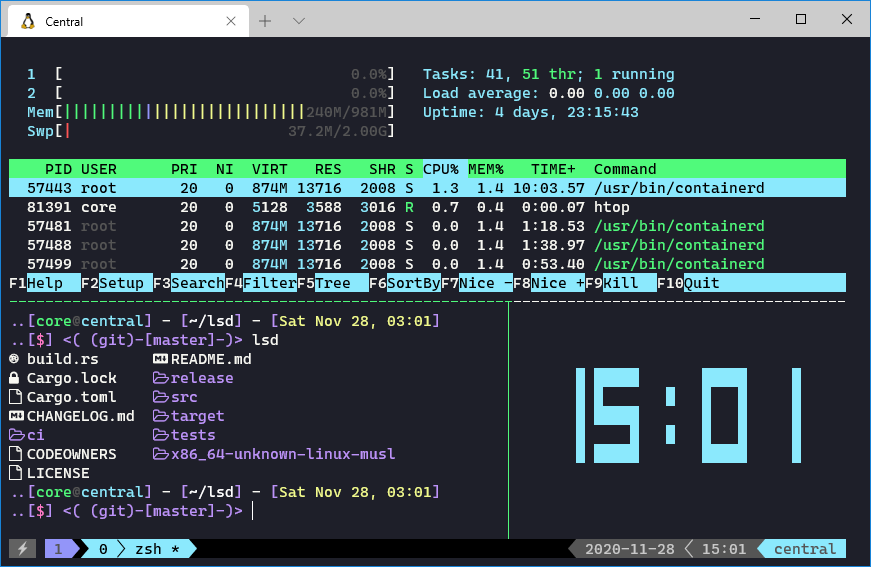 Central
1 [ 0.0%] Tasks: 41, 51 thr; 1 running
2 [ 0.0%] Load average: 0.00 0.00 0.00
Mem[|||||||||||||||||||||||||||240M/981M] Uptime: 4 days, 23:15:43
Swp[| 37.2M/2.00G]
PID USER PRI NI VIRT RES SHR S CPU% MEM% TIME+ Command
57443 root 20 0 874M 13716 2008 S 1.3 1.4 10:03.57 /usr/bin/containerd
81391 core 20 0 5128 3588 3016 R 0.7 0.4 0:00.07 htop
57481 root 20 0 874M 13716 2008 S 0.0 1.4 1:18.53 /usr/bin/containerd
57488 root 20 0 874M 13716 2008 S 0.0 1.4 1:38.97 /usr/bin/containerd
57499 root 20 0 874M 13716 2008 S 0.0 1.4 0:53.40 /usr/bin/containerd
F1Help F2Setup F3SearchF4FilterF5Tree F6SortByF7Nice -F8Nice +F9Kill F10Quit
..[core@central] - [~/lsd] - [Sat Nov 28, 03:01]
..[$] <( (git)-[master]-)> lsd
build.rs README.md
Cargo.lock release
Cargo.toml src
CHANGELOG.md target
ci tests
CODEOWNERS x86_64-unknown-linux-musl
LICENSE
..[core@central] - [~/lsd] - [Sat Nov 28, 03:01]
..[$] <( (git)-[master]-)>
15:01
1 0 zsh * 2020-11-28 15:01 central